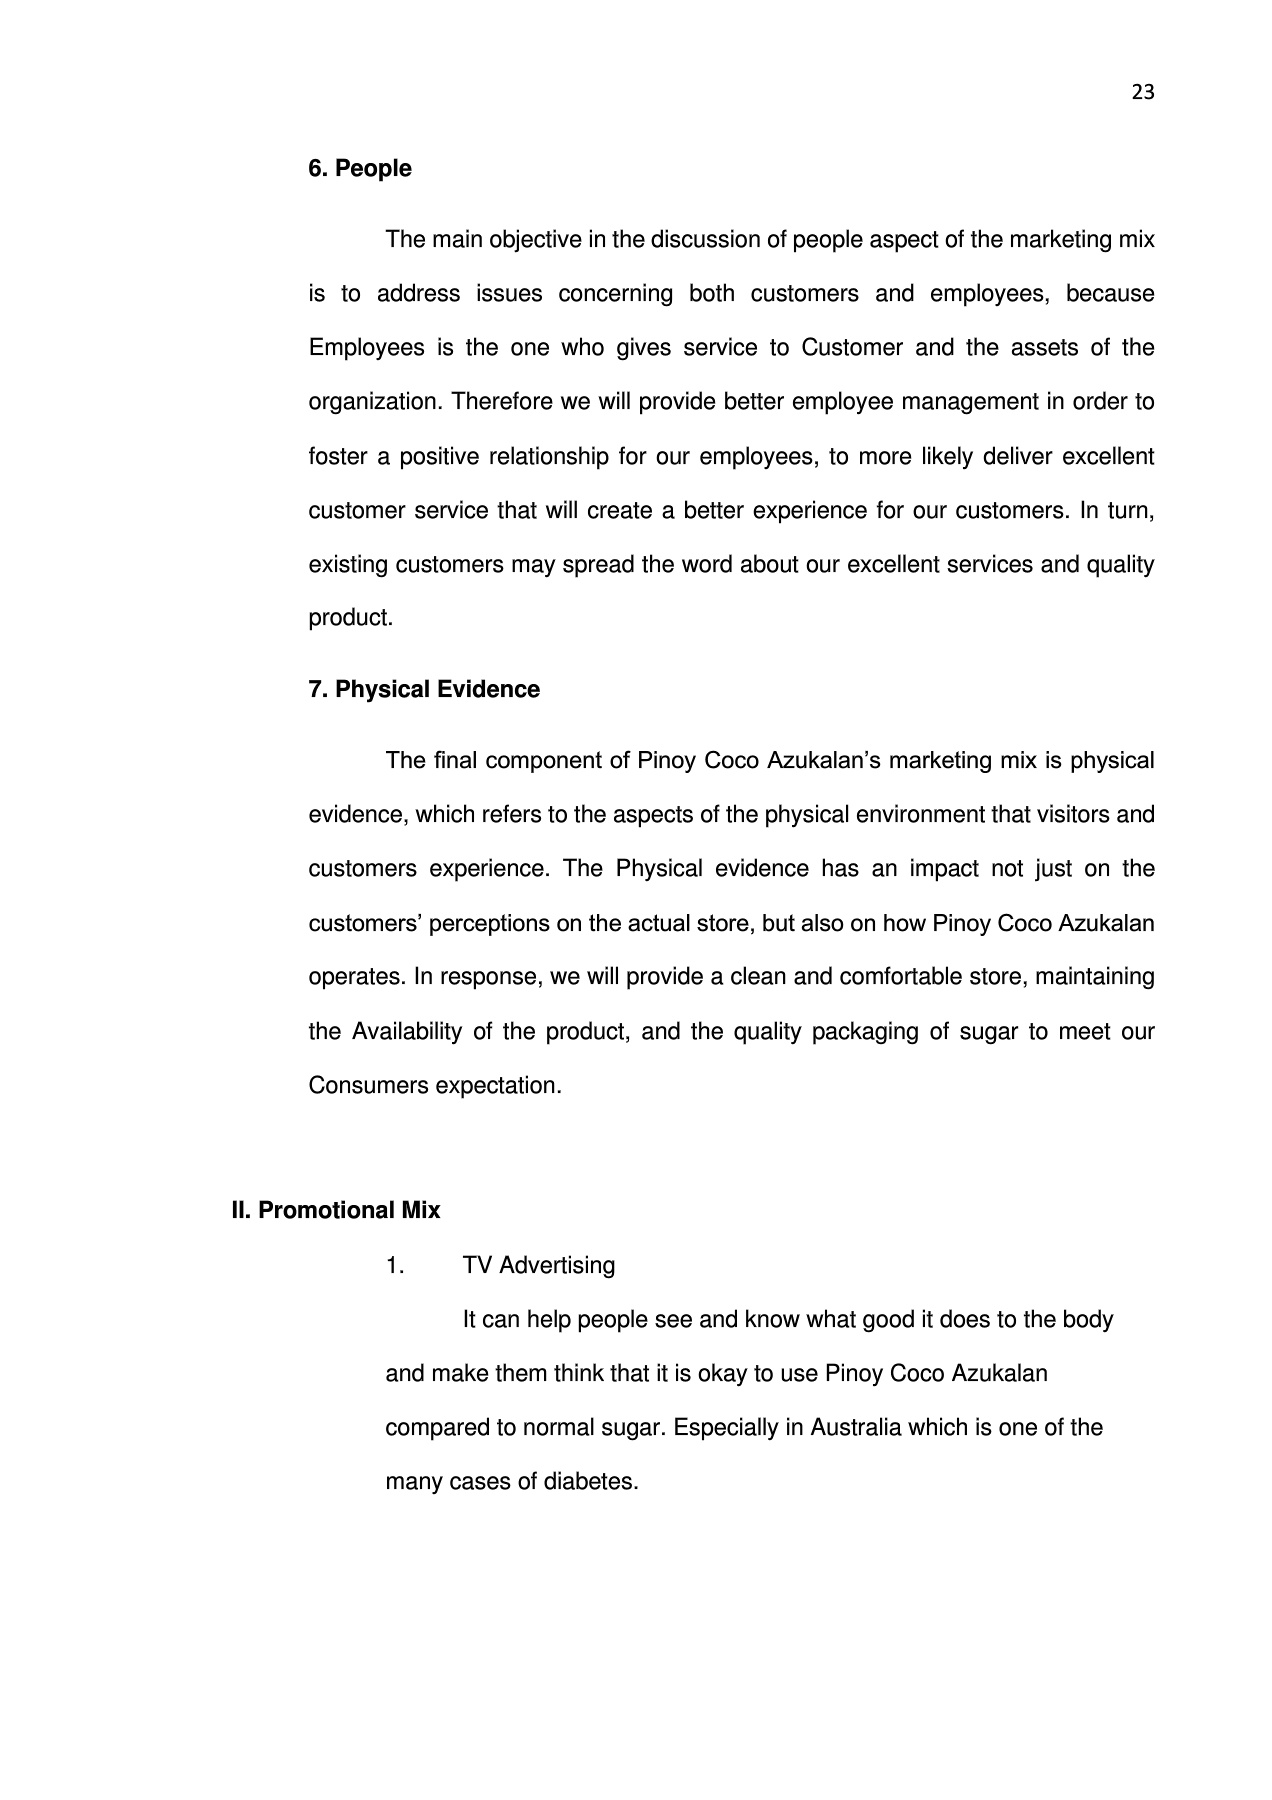 23
6. People
The main objective in the discussion of people aspect of the marketing mix
is to address issues concerning both customers and employees, because
Employees is the one who gives service to Customer and the assets of the
organization. Therefore we will provide better employee management in order to
foster a positive relationship for our employees, to more likely deliver excellent
customer service that will create a better experience for our customers. In turn,
existing customers may spread the word about our excellent services and quality
product.
7. Physical Evidence
The final component of Pinoy Coco Azukalan’s marketing mix is physical
evidence, which refers to the aspects of the physical environment that visitors and
customers experience. The Physical evidence has an impact not just on the
customers’ perceptions on the actual store, but also on how Pinoy Coco Azukalan
operates. In response, we will provide a clean and comfortable store, maintaining
the Availability of the product, and the quality packaging of sugar to meet our
Consumers expectation.
II. Promotional Mix
1. TV Advertising
It can help people see and know what good it does to the body
and make them think that it is okay to use Pinoy Coco Azukalan
compared to normal sugar. Especially in Australia which is one of the
many cases of diabetes.